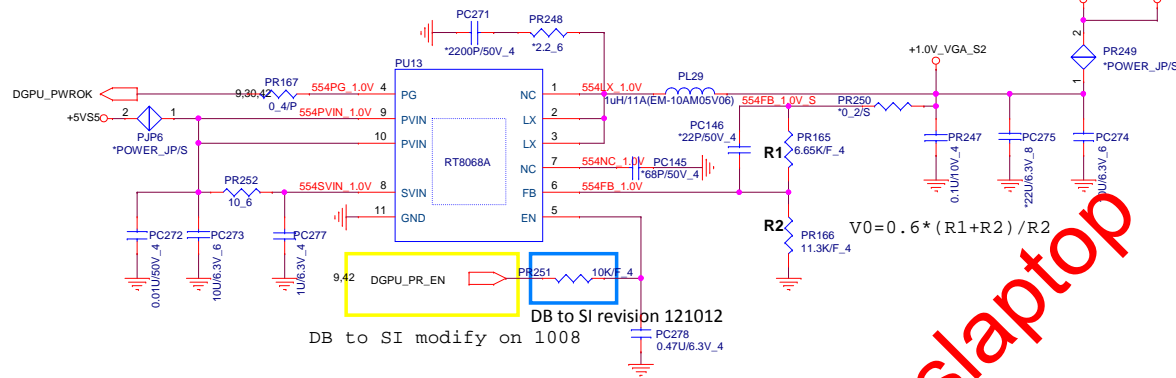 PC271
*2200P/50V_4
PR248
*2.2_6
2
1
PR249
*POWER_JP/S
+1.0V_VGA_S2
PU13
DGPU_PWROK
9,30,42
PR167
0_4/P
554PG_1.0V
4
PG
NC
1
554LX_1.0V
PL29
1uH/11A(EM-10AM05V06)
+5VS5
2
1
PJP6
*POWER_JP/S
554PVIN_1.0V
9
PVIN
LX
2
10
PVIN
LX
3
RT8068A
554FB_1.0V_S
PR250
*0_2/S
PC146
*22P/50V_4
R1
PR165
6.65K/F_4
PR247
0.1U/10V_4
PC275
*22U/6.3V_8
PC274
0U/6.3V_6
NC
7
554NC_1.0V
PC145
*68P/50V_4
PR252
10_6
554SVIN_1.0V
8
SVIN
FB
6
554FB_1.0V
11
GND
EN
5
R2
PR166
11.3K/F_4
V0=0.6*(R1+R2)/R2
PC272
0.01U/50V_4
PC273
10U/6.3V_6
PC277
1U/6.3V_4
9,42
DGPU_PR_EN
PR251
10K/F_4
DB to SI revision 121012
DB to SI modify on 1008
PC278
0.47U/6.3V_4
slaptop